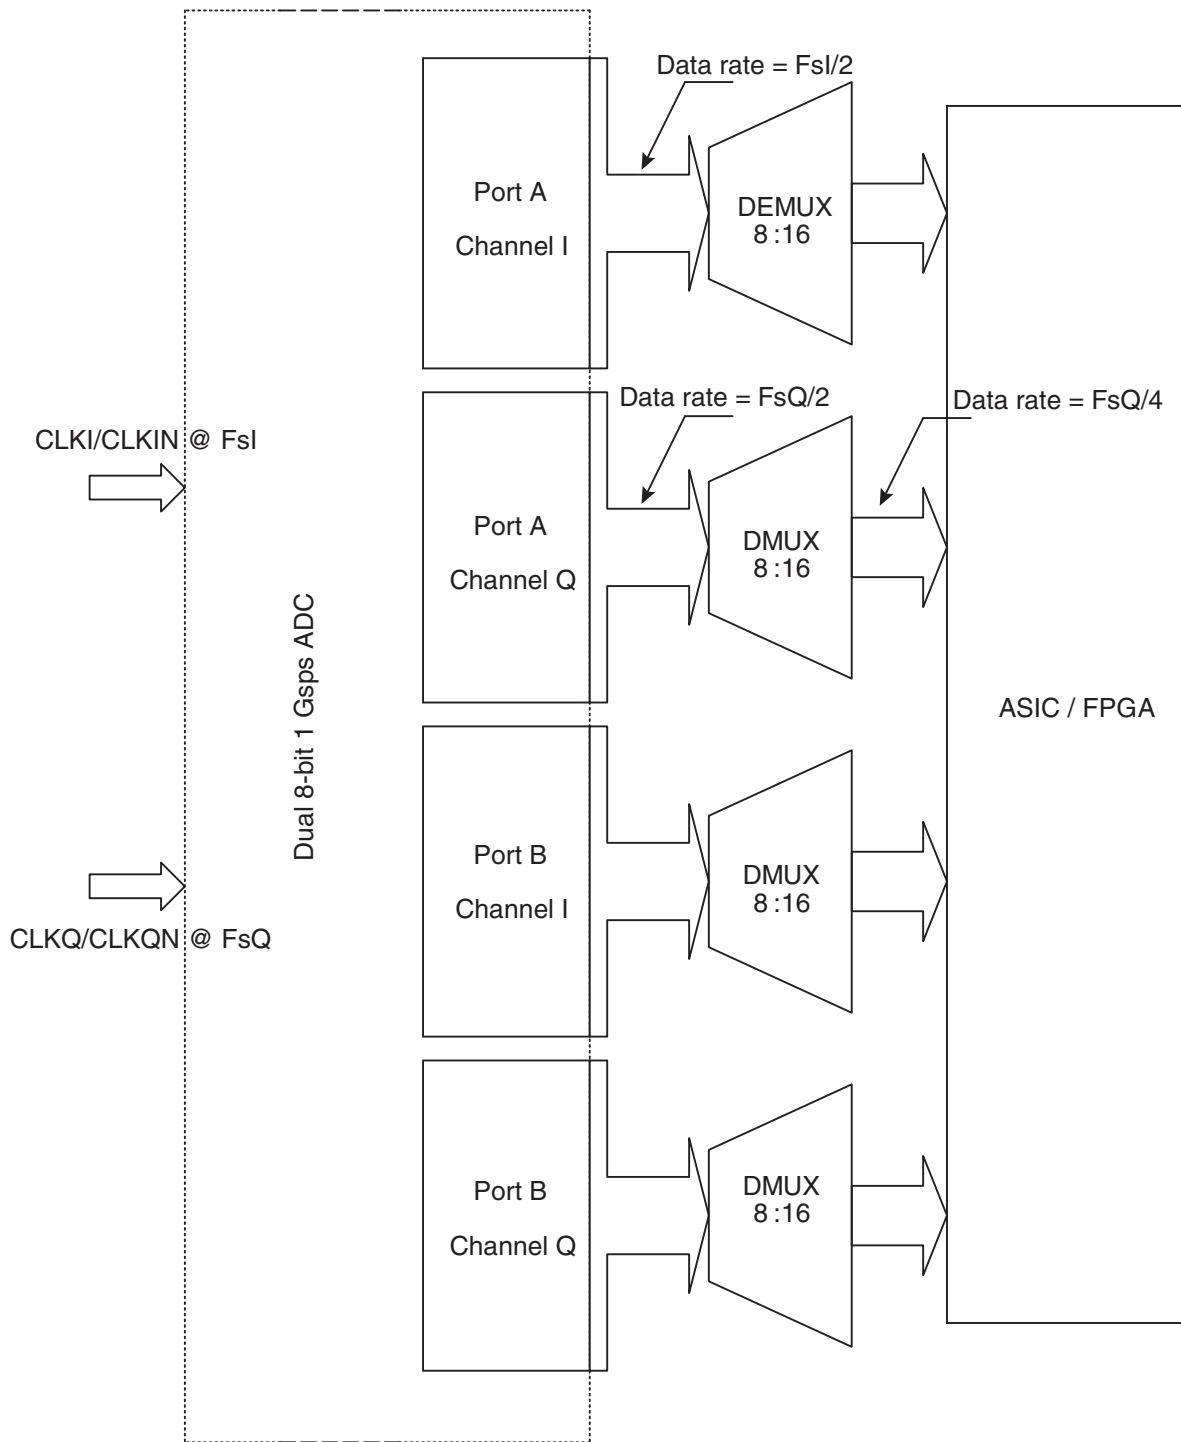 Data rate = FsI/2
Port A
Channel I
DEMUX
8 :16
Data rate = FsQ/2
Data rate = FsQ/4
CLKI/CLKIN @ FsI
Port A
Channel Q
DMUX
8 :16
Dual 8-bit 1 Gsps ADC
ASIC / FPGA
Port B
Channel I
DMUX
8 :16
CLKQ/CLKQN @ FsQ
Port B
Channel Q
DMUX
8 :16